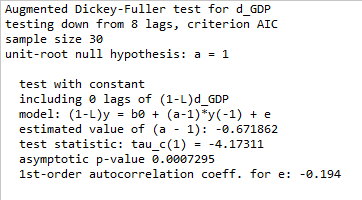 Augmented Dickey-Fuller test for d_GDP
testing down from 8 lags, criterion AIC
sample size 30
unit-root null hypothesis: a = 1
test with constant
including 0 lags of (1-L)d_GDP
model: (1-L)y = b0 + (a-1)*y(-1) + e
estimated value of (a - 1): -0.671862
test statistic: tau_c(1) = -4.17311
asymptotic p-value 0.0007295
1st-order autocorrelation coeff. for e: -0.194